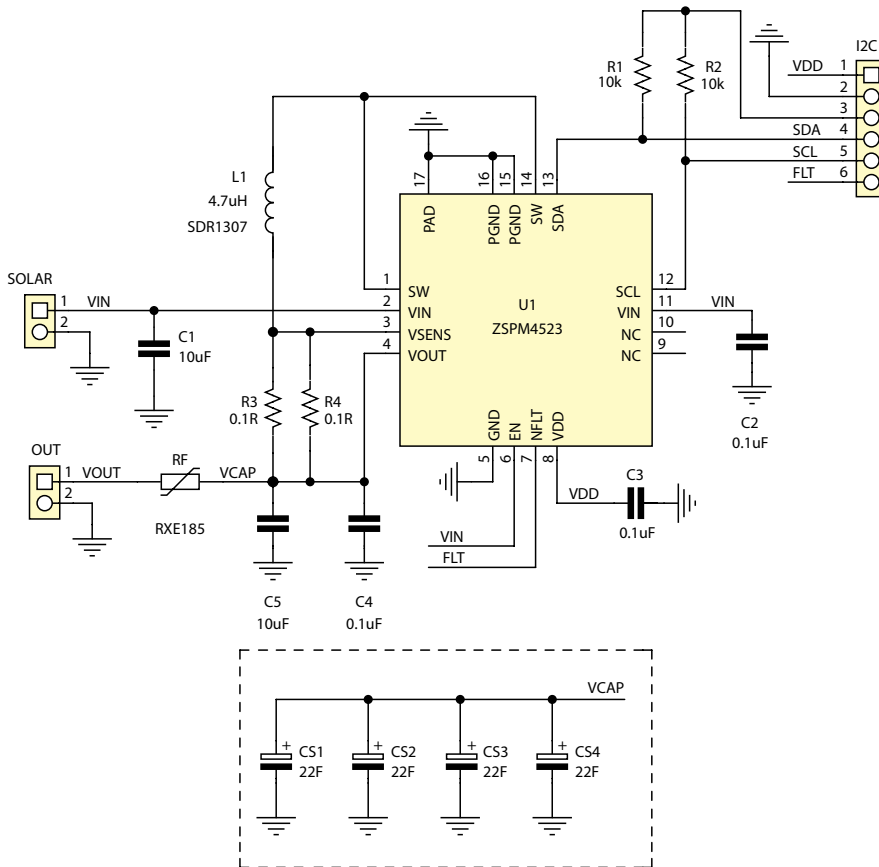 I2C
VDD 1
2
3
SDA 4
SCL 5
FLT 6
R1
10k
R2
10k
L1
4.7uH
SDR1307
17 16 15 14 13
PAD PGND PGND SW SDA
SOLAR
1 VIN
2
C1
10uF
1 SW
2 VIN
3 VSENS
4 VOUT
U1
ZSPM4523
SCL 12
VIN 11 VIN
NC 10
NC 9
C2
0.1uF
R3
0.1R
R4
0.1R
GND EN NFLT VDD
5 6 7 8
OUT
1 VOUT
2
RF
VCAP
RXE185
VDD
C3
0.1uF
VIN
FLT
C5
10uF
C4
0.1uF
VCAP
+ CS1
22F
+ CS2
22F
+ CS3
22F
+ CS4
22F